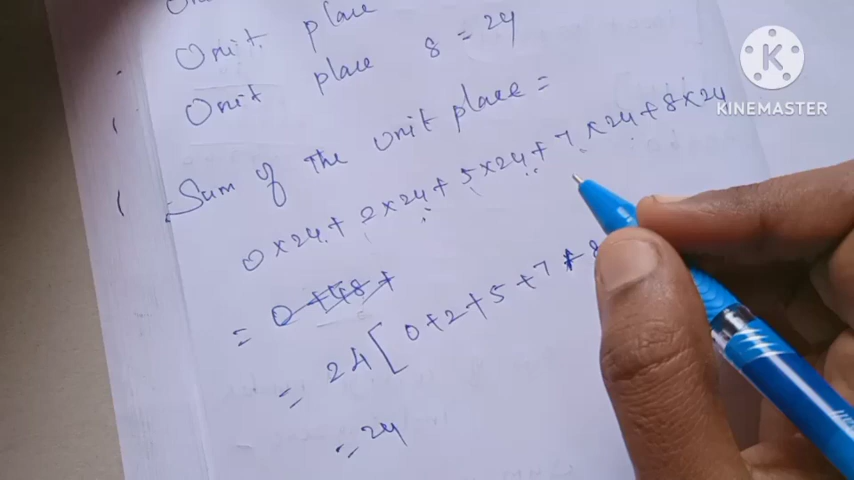 Unit place
Unit place 8 = 24
Sum of the unit place =
0 x 24 + 2 x 24 + 5 x 24 + 7 x 24 + 8 x 24
= 0 + 48 +
= 24 [ 0 + 2 + 5 + 7 + 8
= 24
K
KINEMASTER